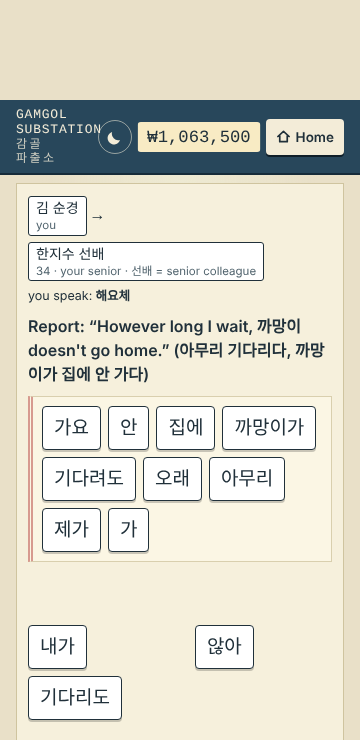 GAMGOL
SUBSTATION
감골
파출소
₩1,063,500
Home
김 순경
you
→
한지수 선배
34 · your senior · 선배 = senior colleague
you speak: 해요체
Report: “However long I wait, 까망이
doesn't go home.” (아무리 기다리다, 까망
이가 집에 안 가다)
가요 안 집에 까망이가
기다려도 오래 아무리
제가 가
내가 않아
기다리도